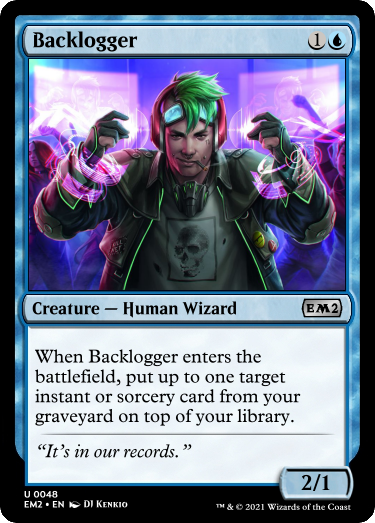 Backlogger 1
Creature — Human Wizard EM2
When Backlogger enters the
battlefield, put up to one target
instant or sorcery card from your
graveyard on top of your library.
“It’s in our records.”
2/1
U 0048
EM2 • EN DJ Kenkio ™ & © 2021 Wizards of the Coast